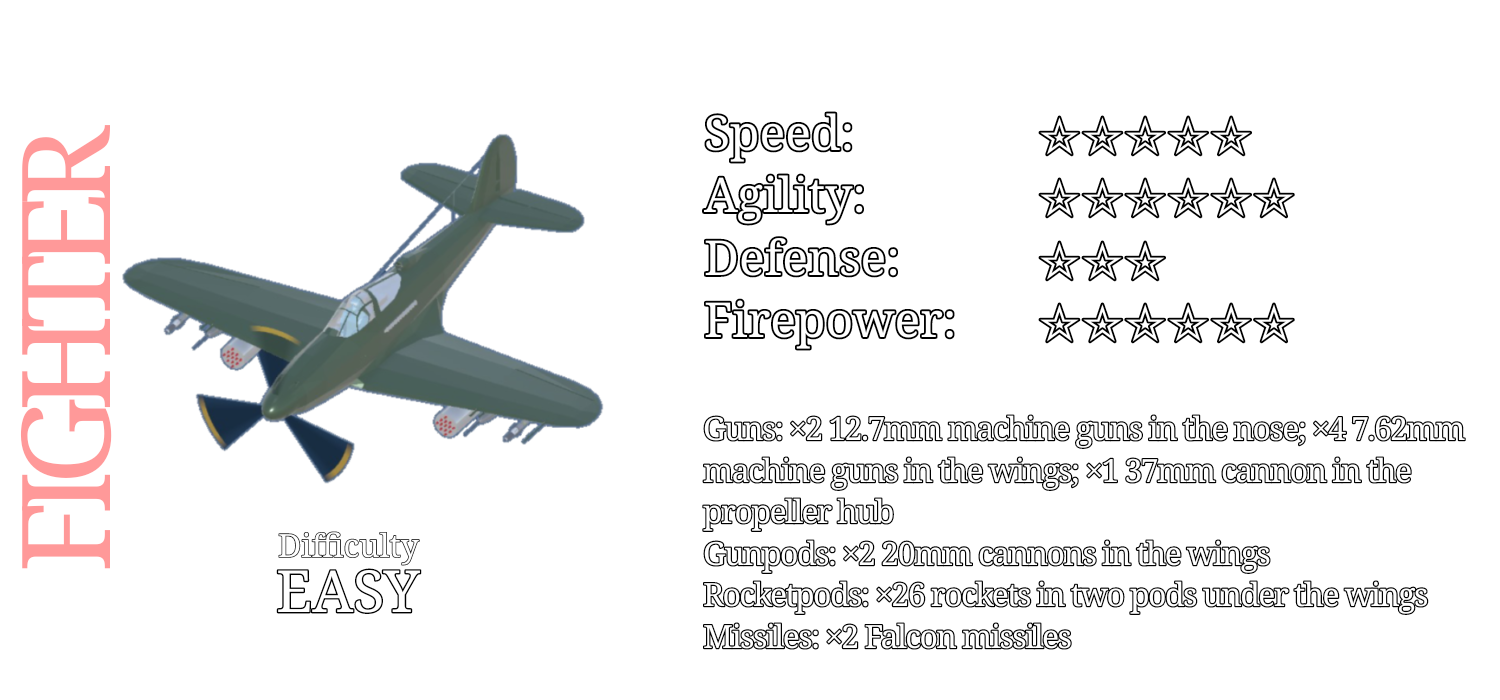 FIGHTER
Speed: ☆☆☆☆☆
Agility: ☆☆☆☆☆☆
Defense: ☆☆☆
Firepower: ☆☆☆☆☆☆
Guns: ×2 12.7mm machine guns in the nose; ×4 7.62mm
machine guns in the wings; ×1 37mm cannon in the
propeller hub
Gunpods: ×2 20mm cannons in the wings
Rocketpods: ×26 rockets in two pods under the wings
Missiles: ×2 Falcon missiles
Difficulty
EASY